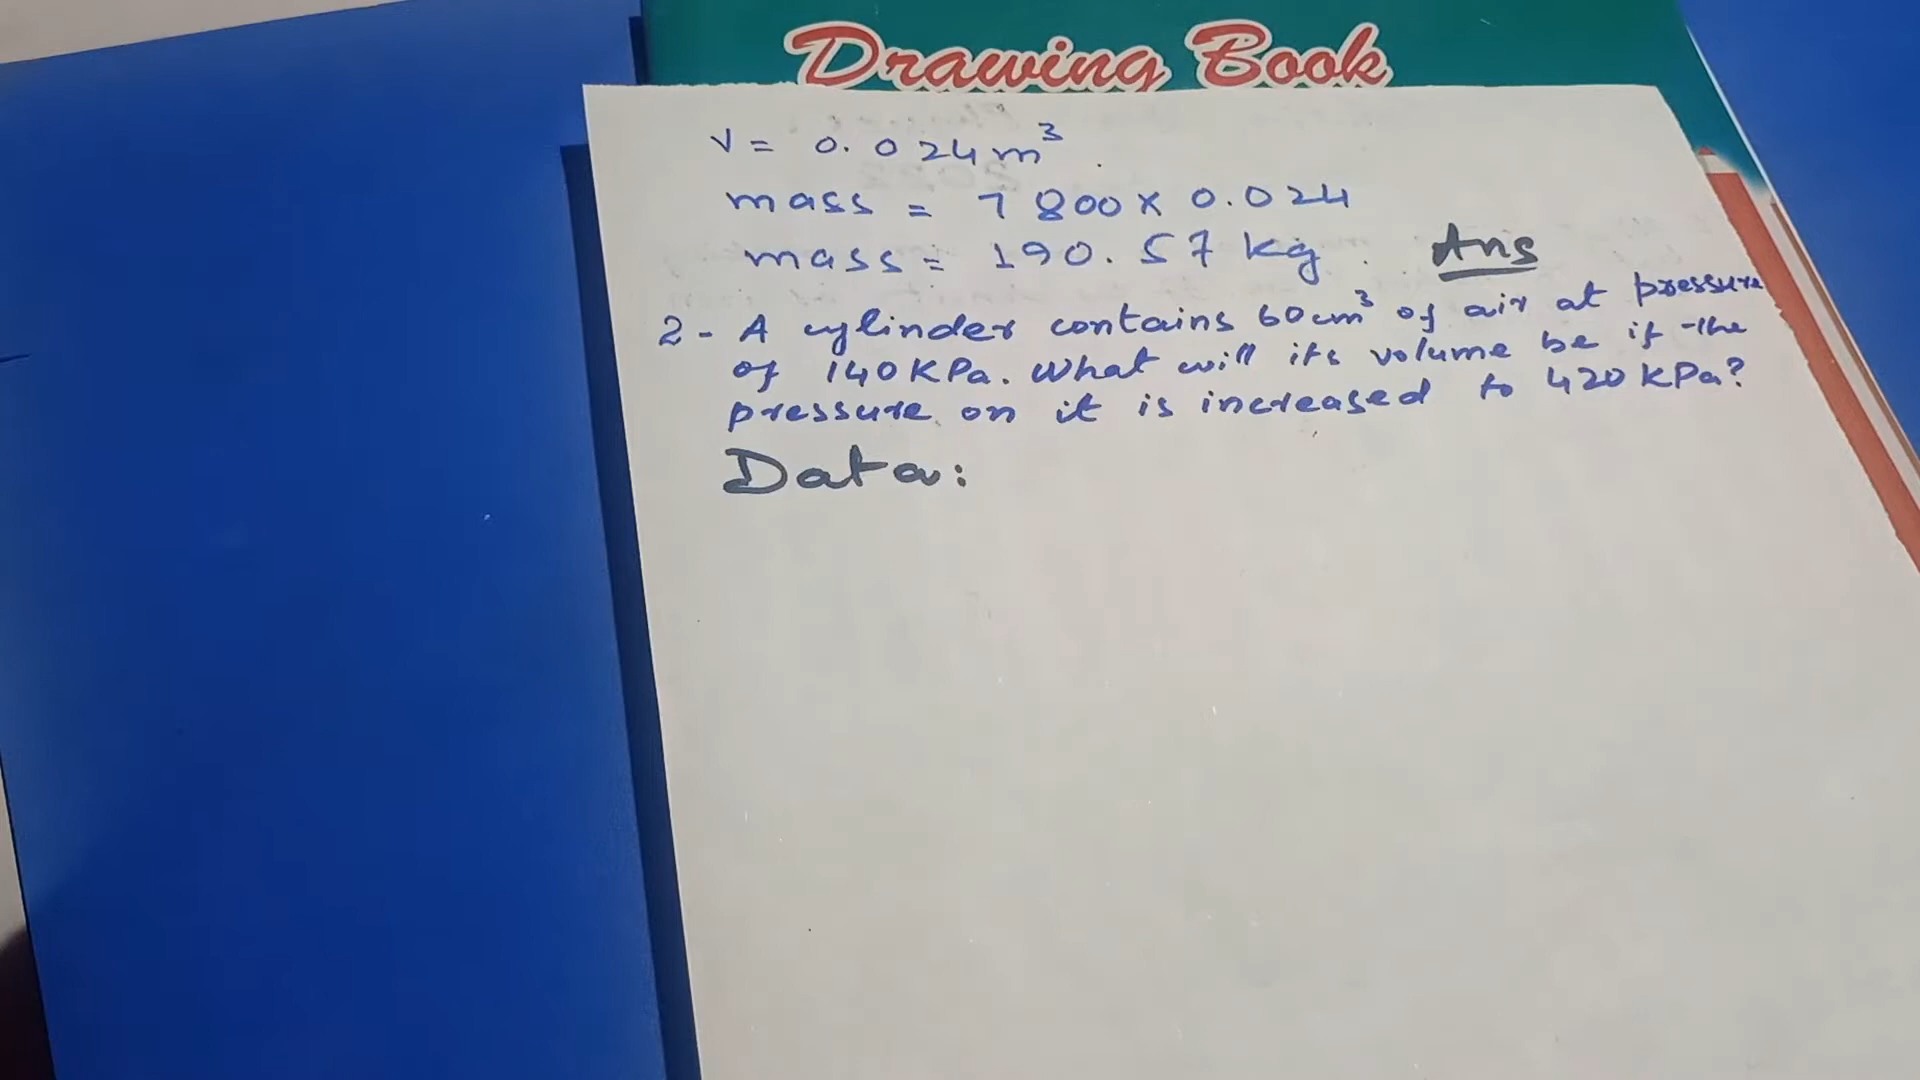 Drawing Book
V = 0.024 m³
mass = 7800 x 0.024
mass = 190.57 kg. Ans
2- A cylinder contains 60 cm³ of air at pressure
of 140 KPa. What will its volume be if the
pressure on it is increased to 420 KPa?
Data: